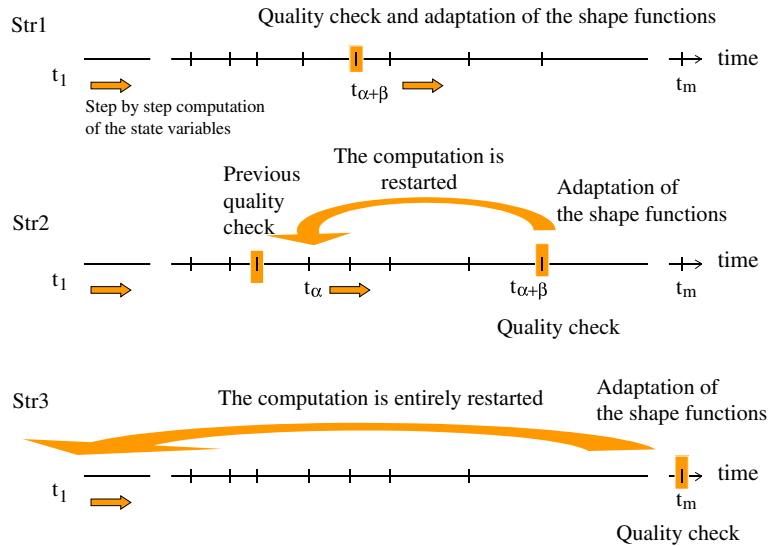 Str1
Quality check and adaptation of the shape functions
time
t1
tα+β
tm
Step by step computation
of the state variables
The computation is
restarted
Previous
quality
check
Adaptation of
the shape functions
Str2
time
t1
tα
tα+β
tm
Quality check
Str3
The computation is entirely restarted
Adaptation of
the shape functions
time
t1
tm
Quality check